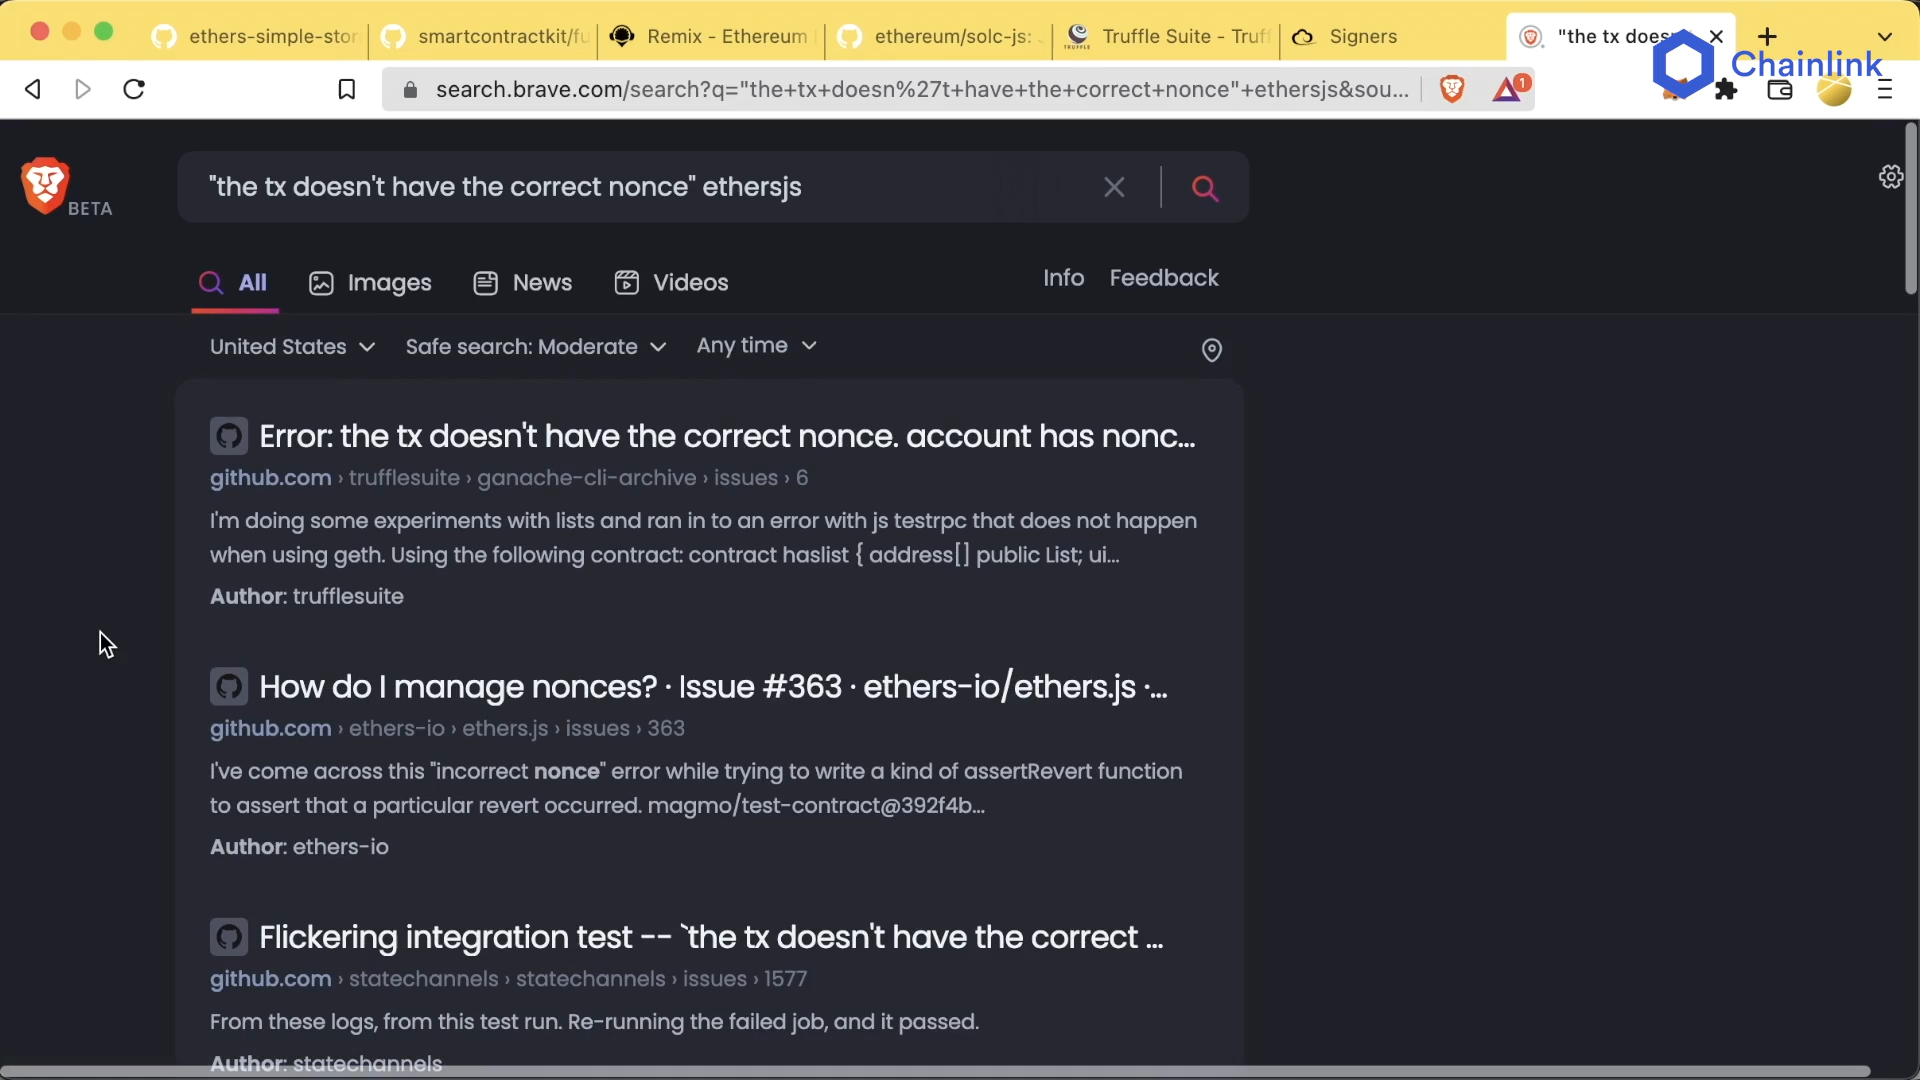 ethers-simple-stor
smartcontractkit/fu
Remix - Ethereum
ethereum/solc-js:
Truffle Suite - Truff
Signers
"the tx does
Chainlink
search.brave.com/search?q="the+tx+doesn%27t+have+the+correct+nonce"+ethersjs&sou...
1
BETA
"the tx doesn't have the correct nonce" ethersjs
All
Images
News
Videos
Info
Feedback
United States
Safe search: Moderate
Any time
Error: the tx doesn't have the correct nonce. account has nonc...
github.com › trufflesuite › ganache-cli-archive › issues › 6
I'm doing some experiments with lists and ran in to an error with js testrpc that does not happen
when using geth. Using the following contract: contract haslist { address[] public List; ui...
Author: trufflesuite
How do I manage nonces? · Issue #363 · ethers-io/ethers.js ·...
github.com › ethers-io › ethers.js › issues › 363
I've come across this "incorrect nonce" error while trying to write a kind of assertRevert function
to assert that a particular revert occurred. magmo/test-contract@392f4b...
Author: ethers-io
Flickering integration test -- `the tx doesn't have the correct ...
github.com › statechannels › statechannels › issues › 1577
From these logs, from this test run. Re-running the failed job, and it passed.
Author: statechannels